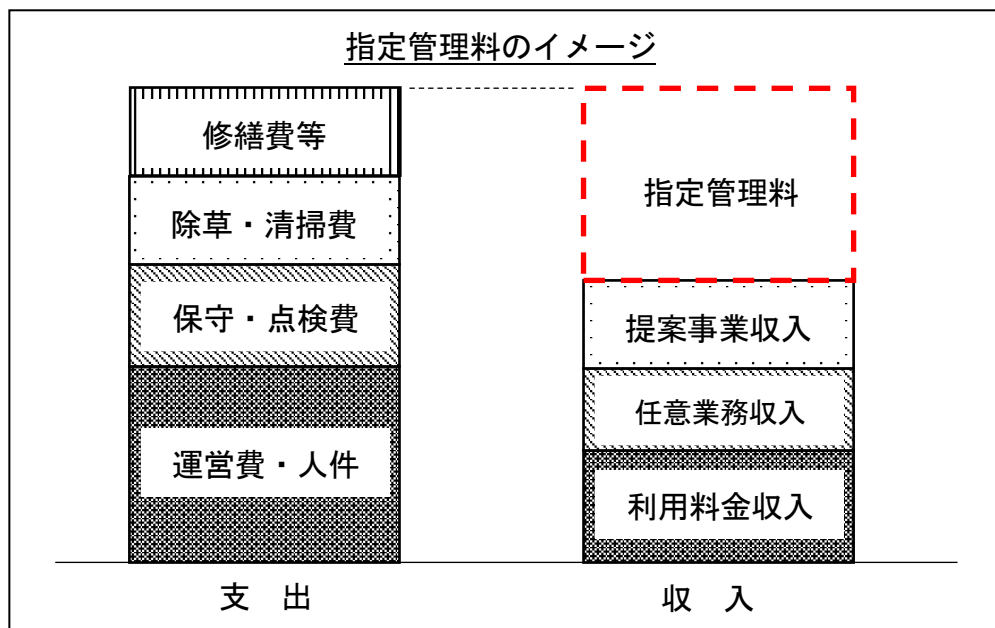 指定管理料のイメージ
修繕費等
除草・清掃費
保守・点検費
運営費・人件
支 出
指定管理料
提案事業収入
任意業務収入
利用料金収入
収 入